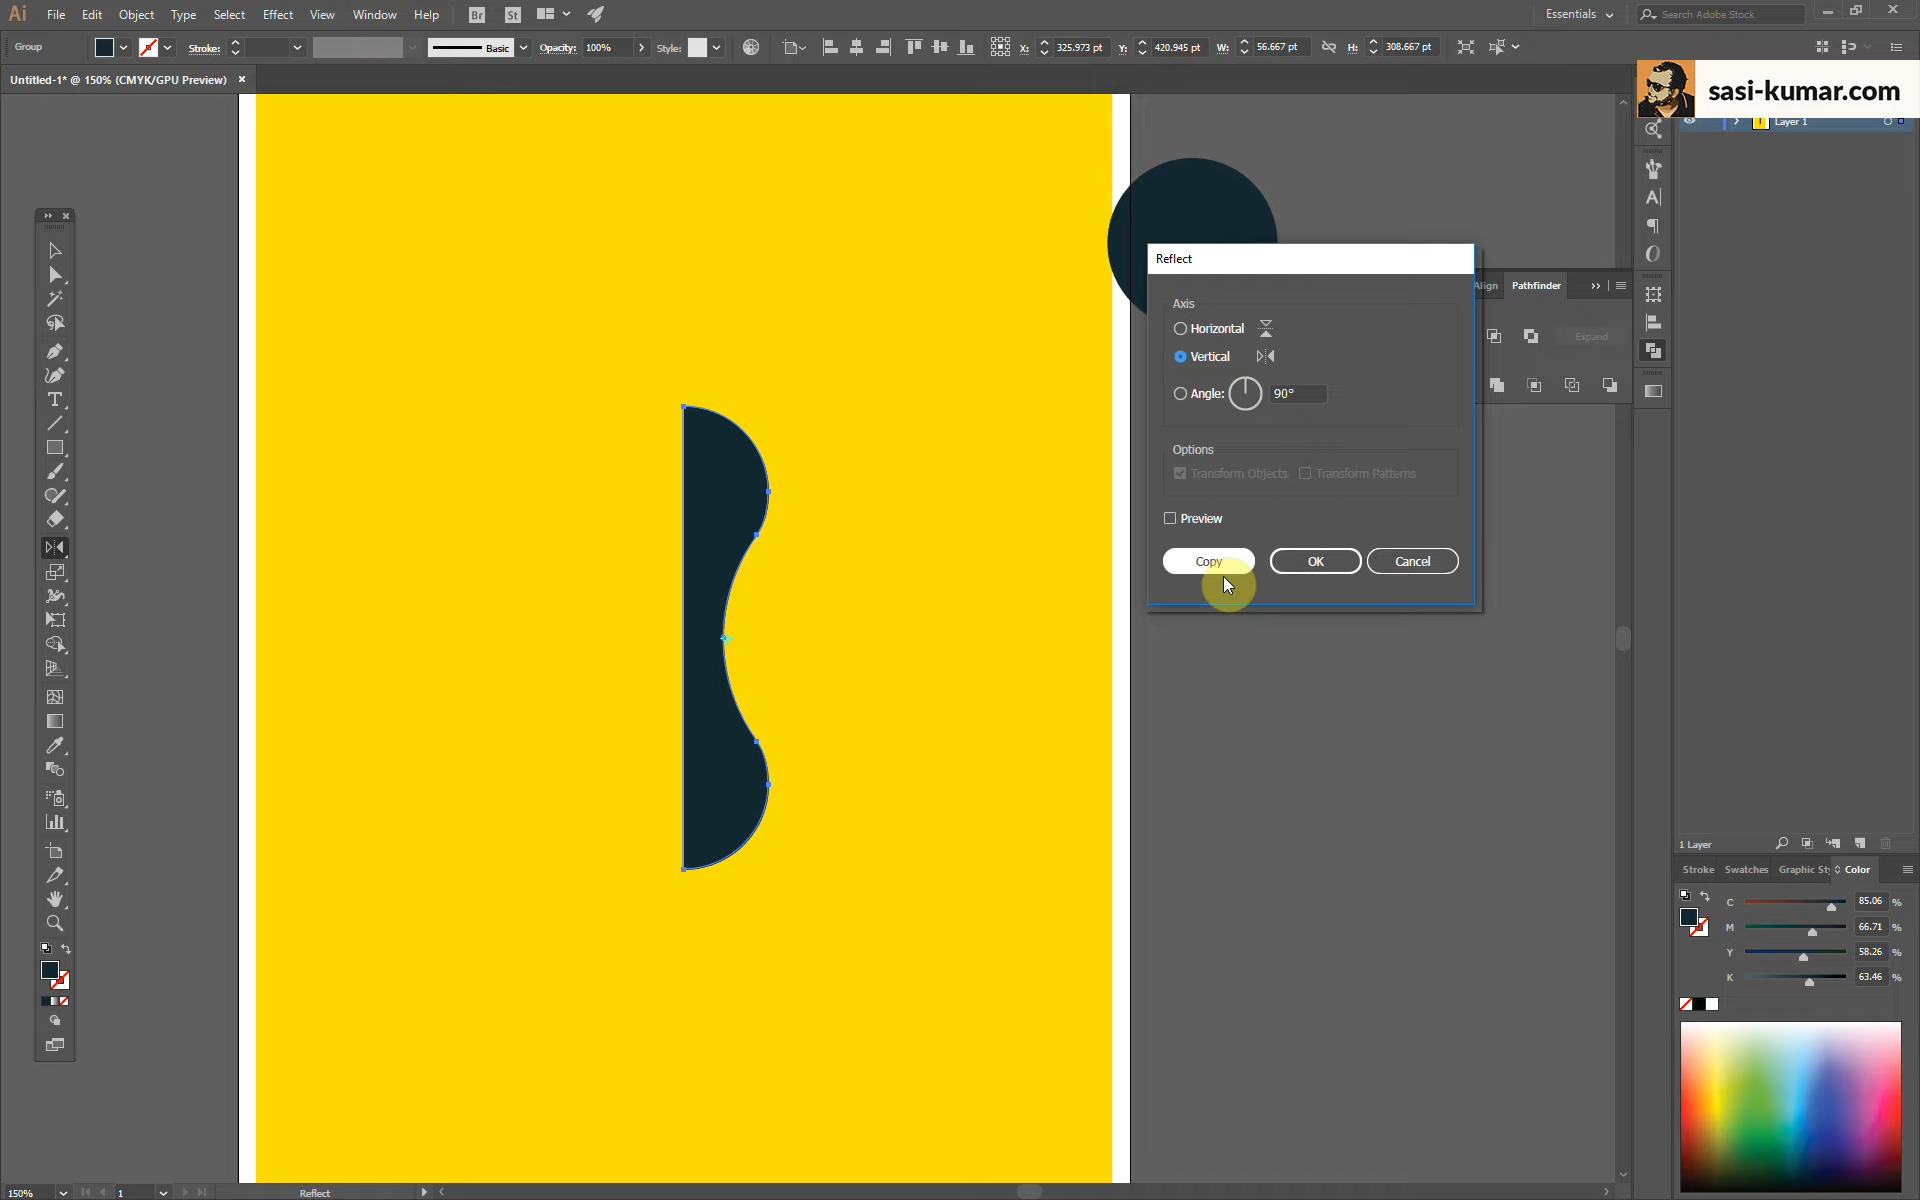 Ai File Edit Object Type Select Effect View Window Help Br St Essentials Search Adobe Stock
Group Stroke: Basic Opacity: 100% Style: X: 325.973 pt Y: 420.945 pt W: 56.667 pt H: 308.667 pt
Untitled-1* @ 150% (CMYK/GPU Preview)
sasi-kumar.com
Layer 1
Reflect
Align Pathfinder
Axis
Horizontal
Expand
Vertical
Angle: 90°
Options
Transform Objects Transform Patterns
Preview
Copy OK Cancel
1 Layer
Stroke Swatches Graphic Sty Color
C 85.06 %
M 66.71 %
Y 58.26 %
K 63.46 %
150% 1 Reflect